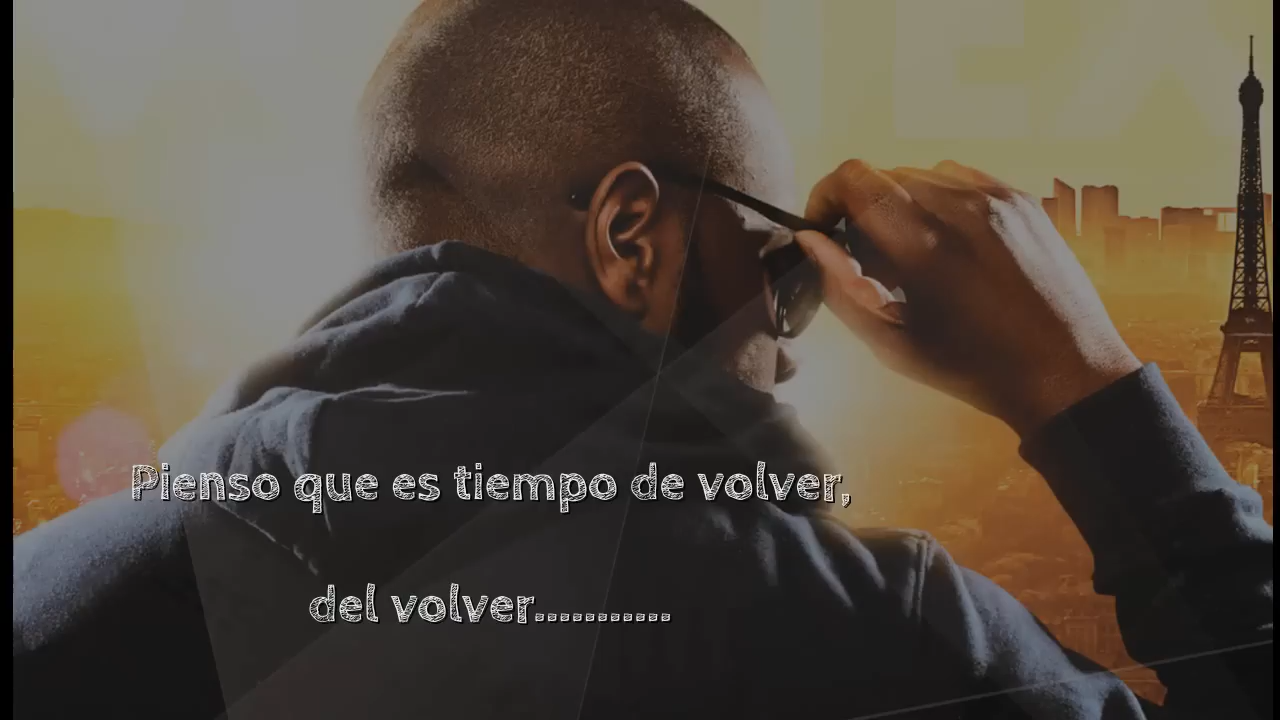 Pienso que es tiempo de volver,
del volver...........